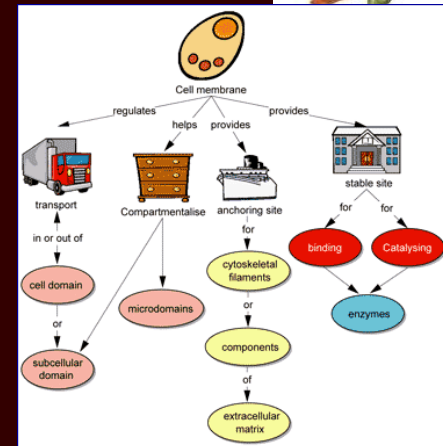 Cell membrane
regulates
helps
provides
provides
transport
Compartmentalise
anchoring site
stable site
in or out of
for
for
for
cell domain
microdomains
cytoskeletal
filaments
binding
Catalysing
or
or
enzymes
subcellular
domain
components
of
extracellular
matrix